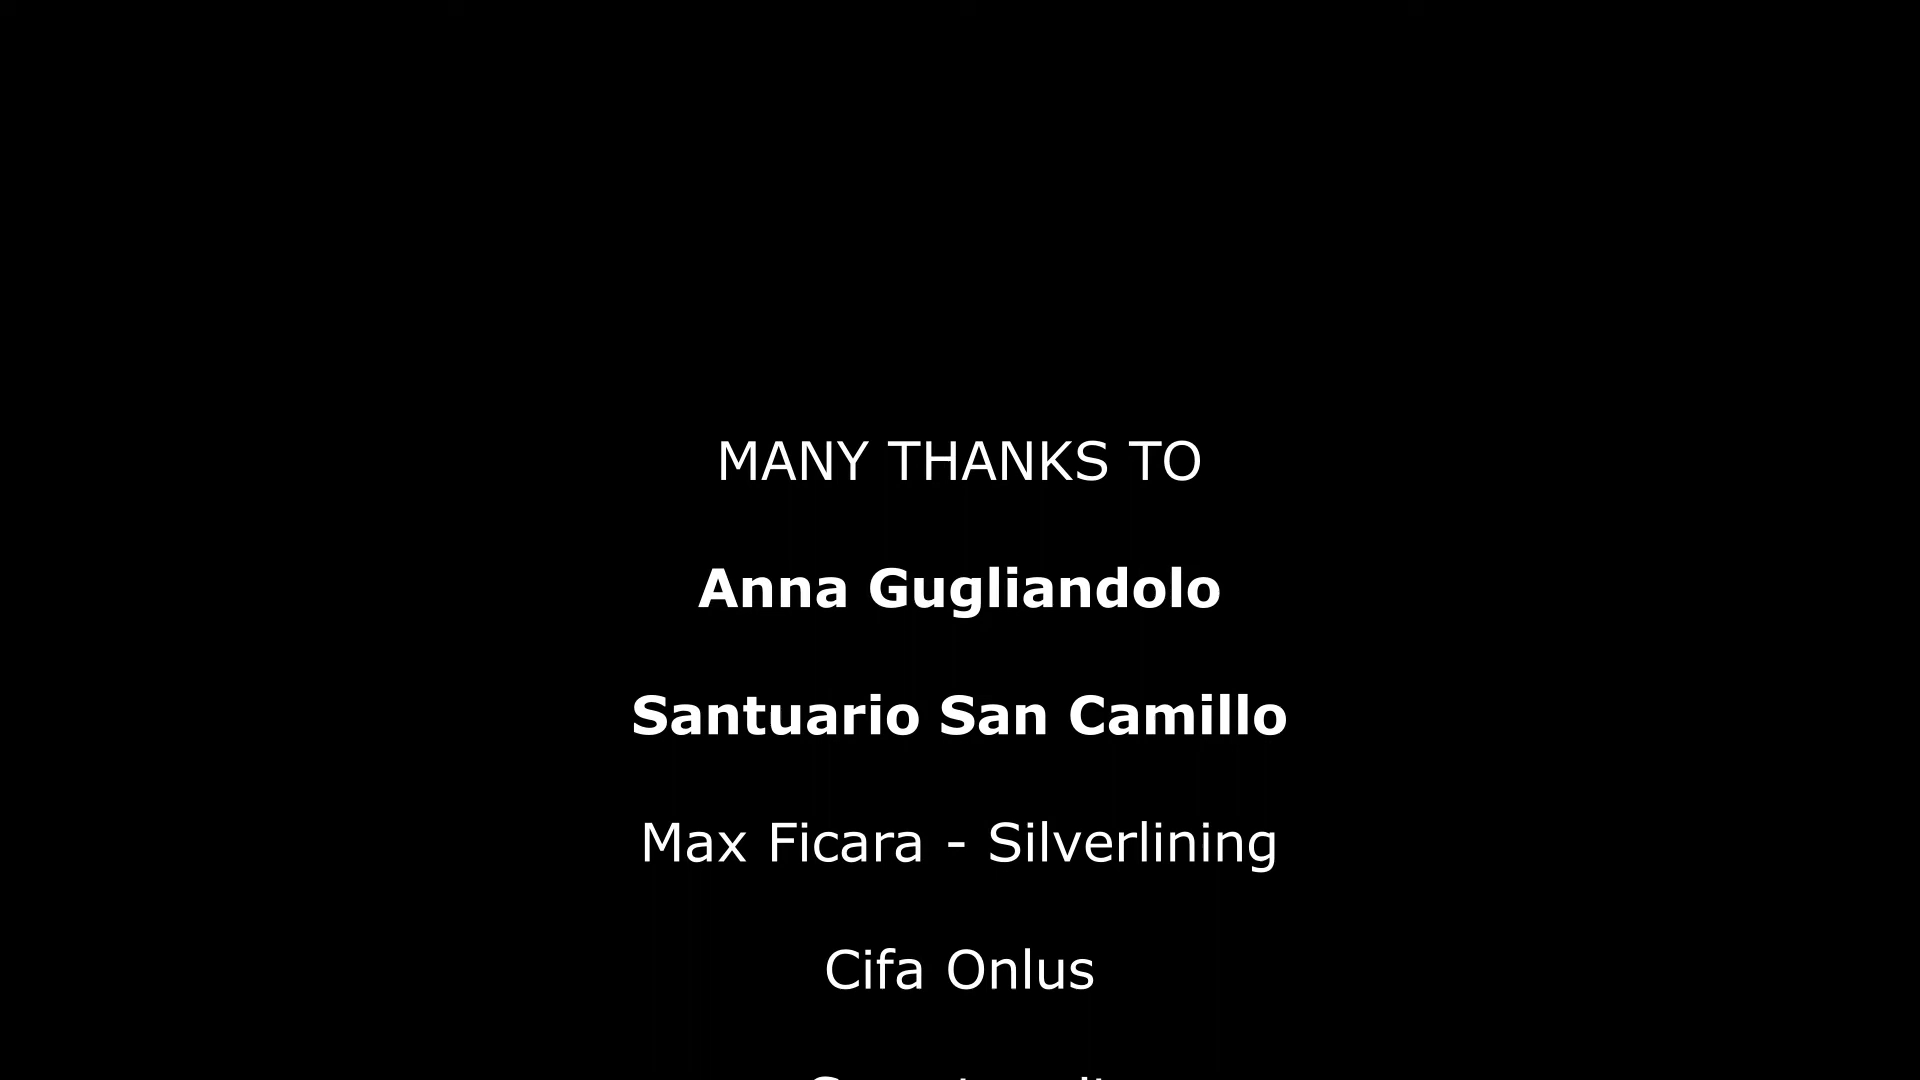 MANY THANKS TO
Anna Gugliandolo
Santuario San Camillo
Max Ficara - Silverlining
Cifa Onlus